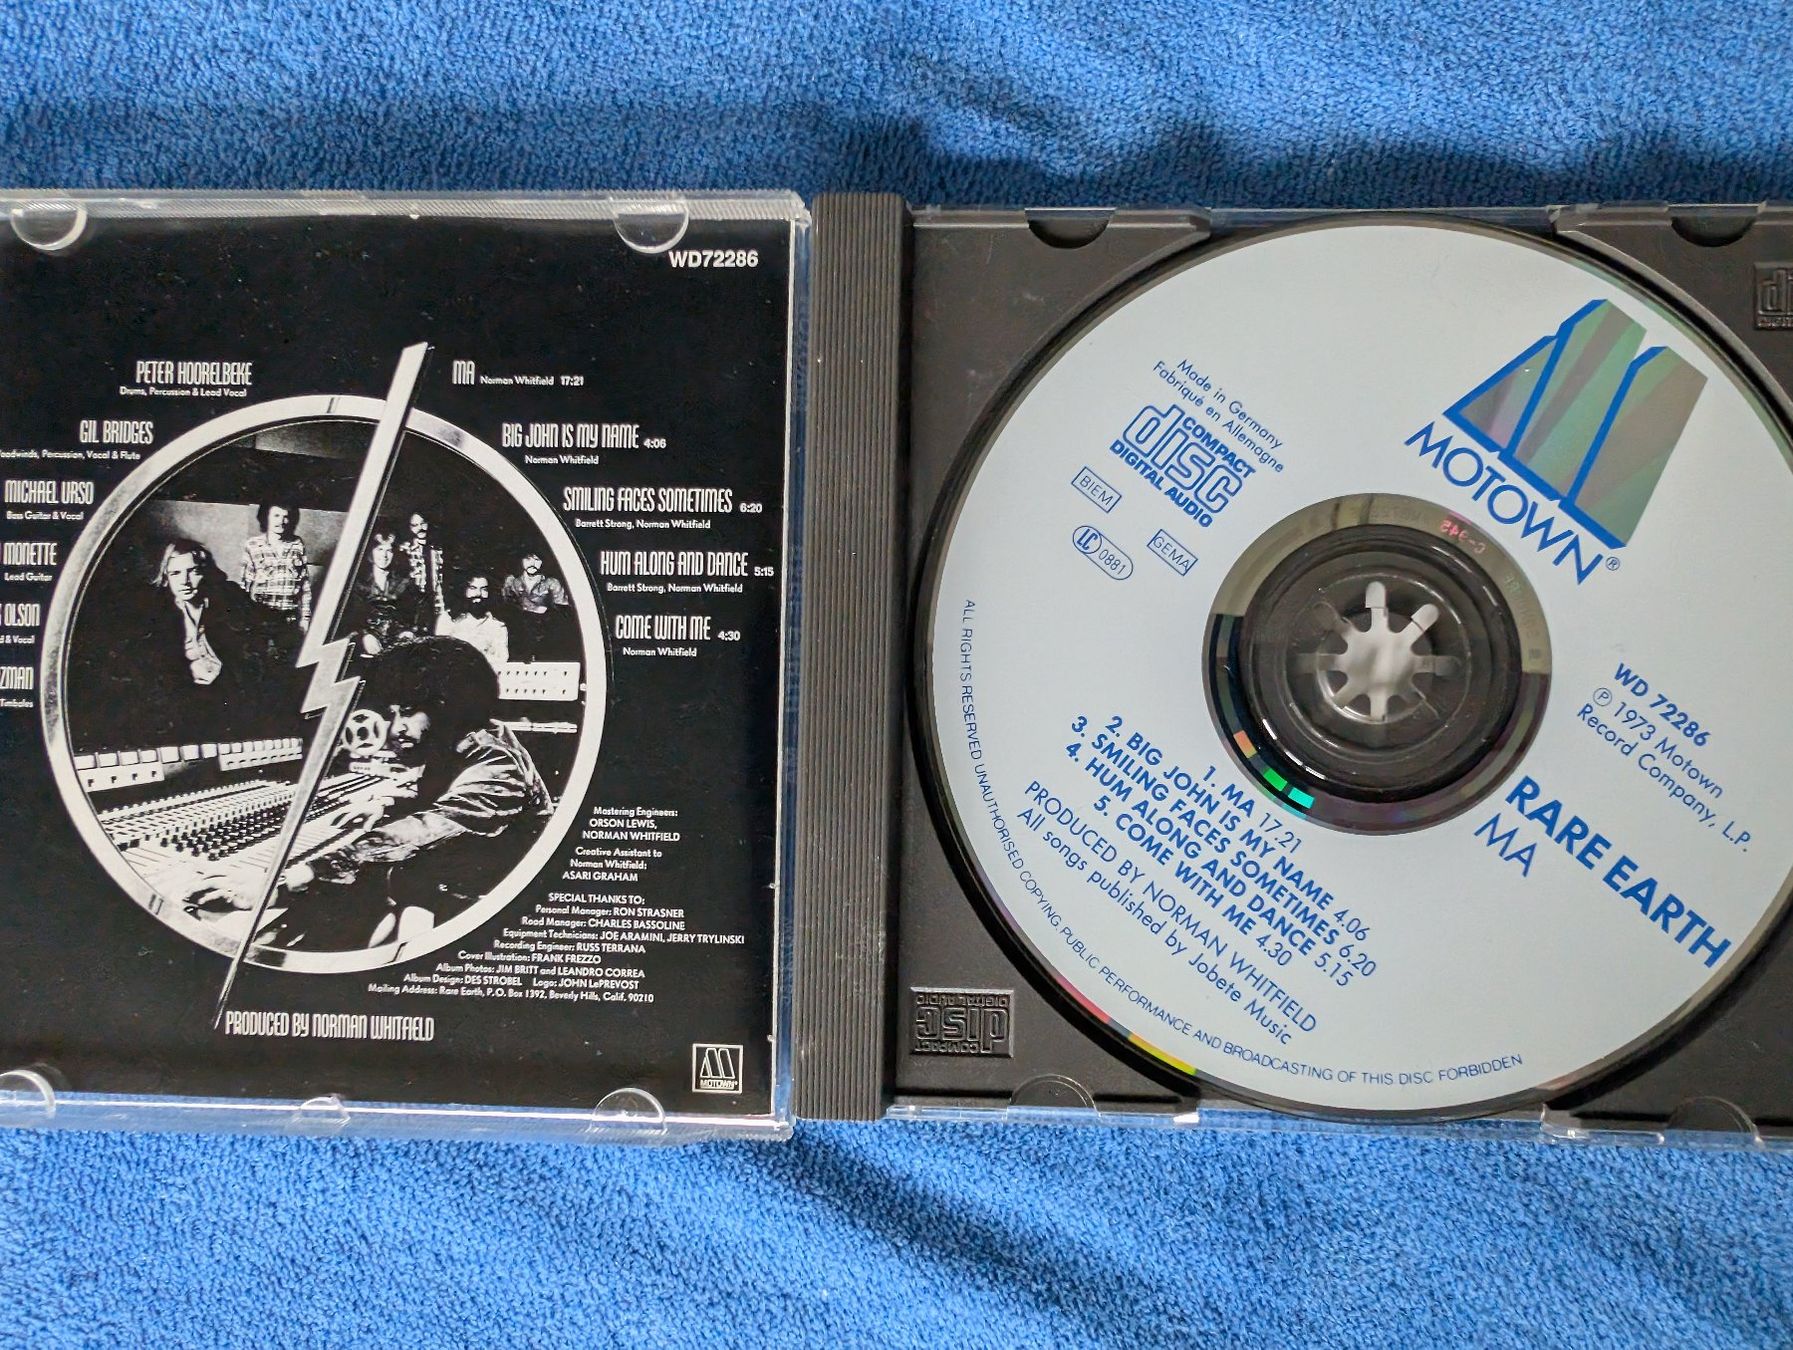 WD72286
PETER HOORELBEKE
Drums, Percussion & Lead Vocal
GIL BRIDGES
Percussion, Vocal & Flute
MICHAEL URSO
Bass Guitar & Vocal
MONETTE
Lead Guitar
OLSON
& Vocal
ZMAN
Timbales
MA Norman Whitfield 17:21
BIG JOHN IS MY NAME 4:06
Norman Whitfield
SMILING FACES SOMETIMES 6:20
Barrett Strong, Norman Whitfield
HUM ALONG AND DANCE 5:15
Barrett Strong, Norman Whitfield
COME WITH ME 4:30
Norman Whitfield
Mastering Engineers:
ORSON LEWIS,
NORMAN WHITFIELD
Creative Assistant to
Norman Whitfield:
ASARI GRAHAM
SPECIAL THANKS TO:
Personal Manager: RON STRASNER
Road Manager: CHARLES BASSOLINE
Equipment Technicians: JOE ARAMINI, JERRY TRYLINSKI
Recording Engineer: RUSS TERRANA
Cover Illustration: FRANK FREZZO
Album Photos: JIM BRITT and LEANDRO CORREA
Album Design: DES STROBEL Logo: JOHN LePREVOST
Mailing Address: Rare Earth, P.O. Box 1392, Beverly Hills, Calif. 90210
PRODUCED BY NORMAN WHITFIELD
MOTOWN®
MOTOWN®
Made in Germany
Fabriqué en Allemagne
COMPACT
disc
DIGITAL AUDIO
BIEM
LC 0881
GEMA
WD 72286
℗ 1973 Motown
Record Company, L.P.
RARE EARTH
MA
1. MA 17.21
2. BIG JOHN IS MY NAME 4.06
3. SMILING FACES SOMETIMES 6.20
4. HUM ALONG AND DANCE 5.15
5. COME WITH ME 4.30
PRODUCED BY NORMAN WHITFIELD
All songs published by Jobete Music
ALL RIGHTS RESERVED UNAUTHORISED COPYING, PUBLIC PERFORMANCE AND BROADCASTING OF THIS DISC FORBIDDEN
COMPACT
disc
DIGITAL AUDIO